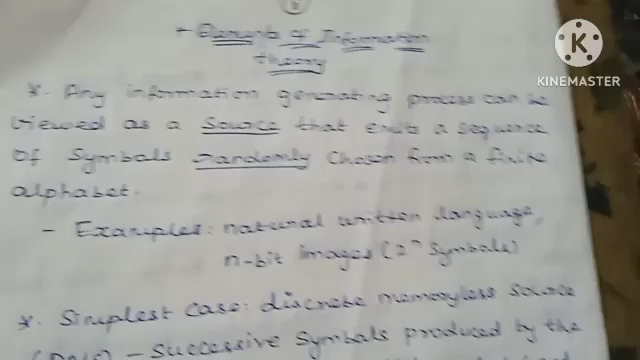 + Elements of Information
theory
*. Any information generating process can be
viewed as a Source that emits a sequence
of Symbols randomly chosen from a finite
alphabet.
- Examples: natural written language,
n-bit images (2ⁿ Symbols)
*. Simplest case: discrete memoryless source
(DMS) - Successive Symbols produced by the
K
KINEMASTER